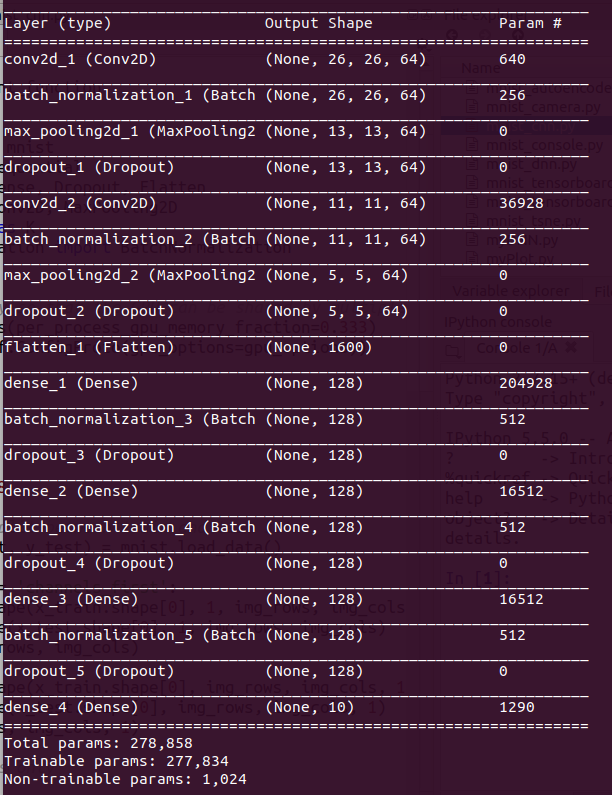 Layer (type) Output Shape Param #
=================================================================
conv2d_1 (Conv2D) (None, 26, 26, 64) 640
batch_normalization_1 (Batch (None, 26, 26, 64) 256
max_pooling2d_1 (MaxPooling2 (None, 13, 13, 64) 0
dropout_1 (Dropout) (None, 13, 13, 64) 0
conv2d_2 (Conv2D) (None, 11, 11, 64) 36928
batch_normalization_2 (Batch (None, 11, 11, 64) 256
max_pooling2d_2 (MaxPooling2 (None, 5, 5, 64) 0
dropout_2 (Dropout) (None, 5, 5, 64) 0
flatten_1 (Flatten) (None, 1600) 0
dense_1 (Dense) (None, 128) 204928
batch_normalization_3 (Batch (None, 128) 512
dropout_3 (Dropout) (None, 128) 0
dense_2 (Dense) (None, 128) 16512
batch_normalization_4 (Batch (None, 128) 512
dropout_4 (Dropout) (None, 128) 0
dense_3 (Dense) (None, 128) 16512
batch_normalization_5 (Batch (None, 128) 512
dropout_5 (Dropout) (None, 128) 0
dense_4 (Dense) (None, 10) 1290
=================================================================
Total params: 278,858
Trainable params: 277,834
Non-trainable params: 1,024